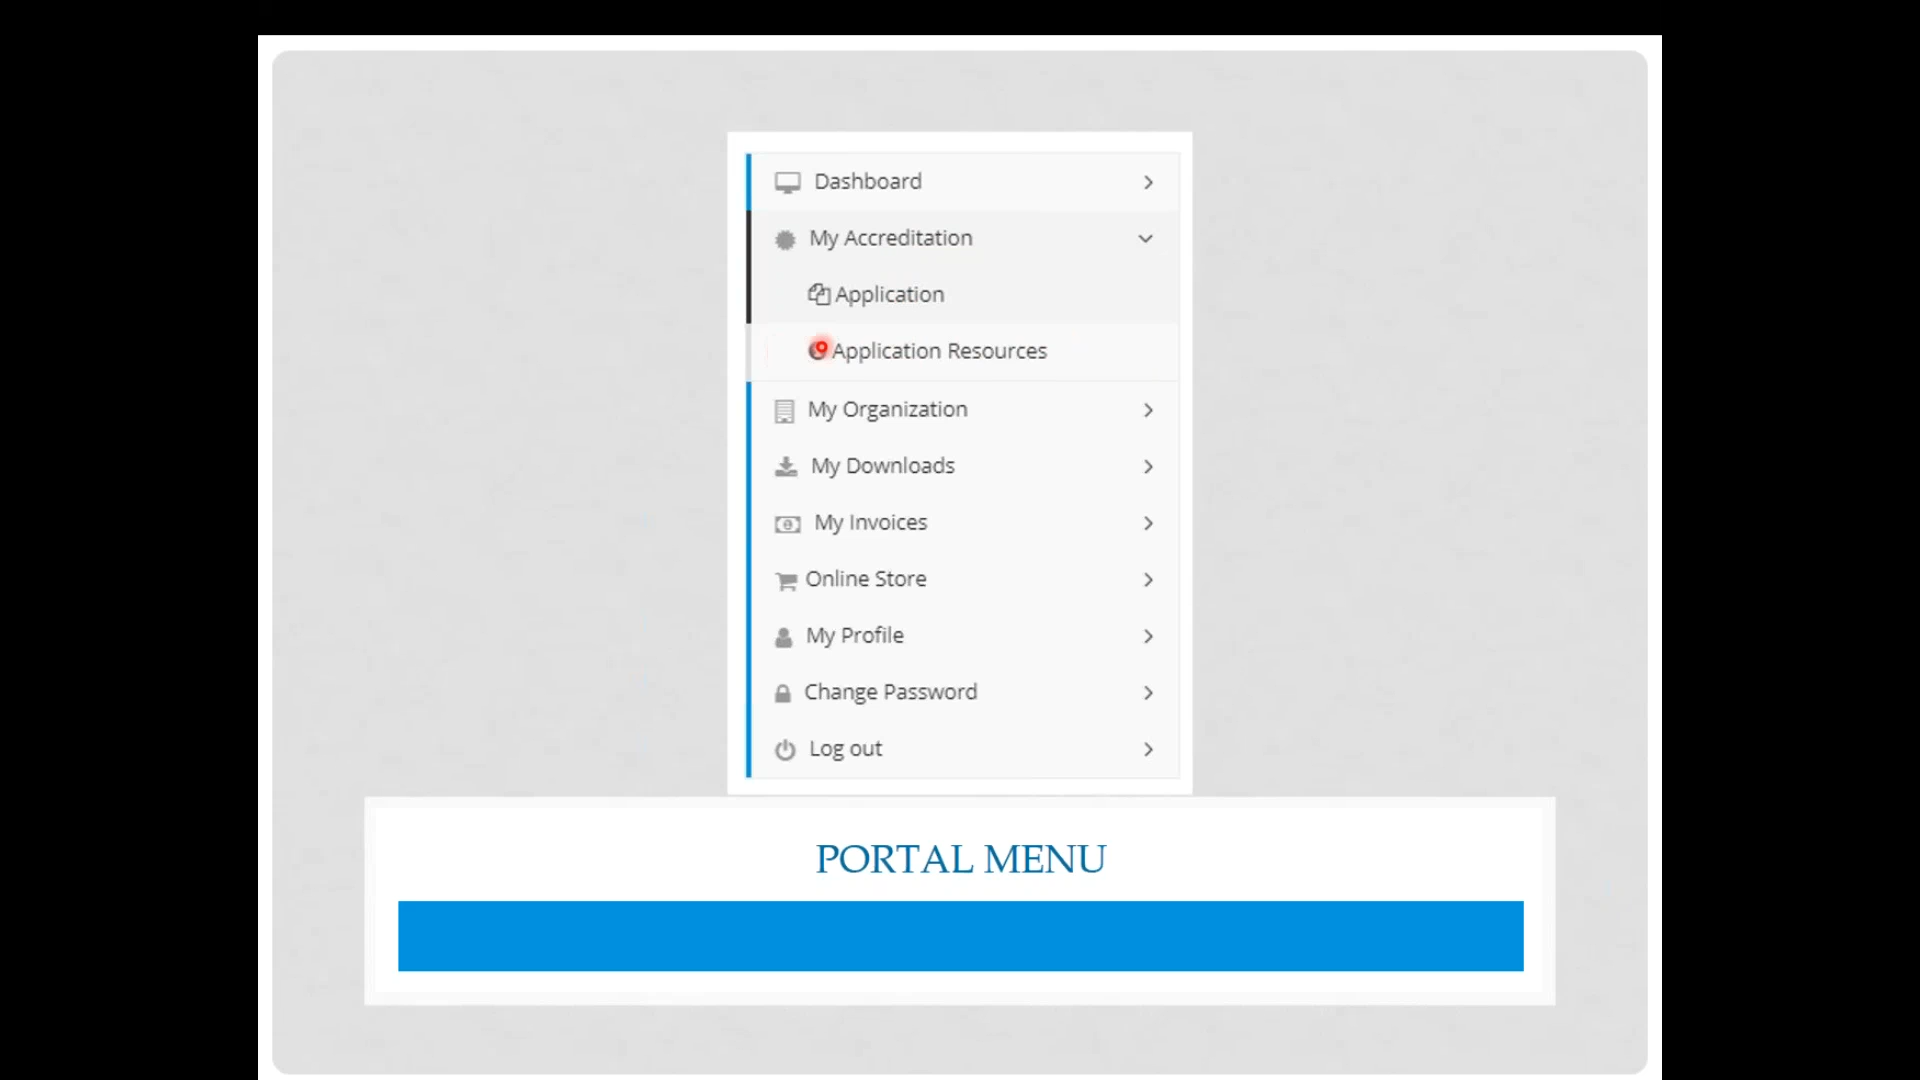 Dashboard
My Accreditation
Application
Application Resources
My Organization
My Downloads
My Invoices
Online Store
My Profile
Change Password
Log out
PORTAL MENU